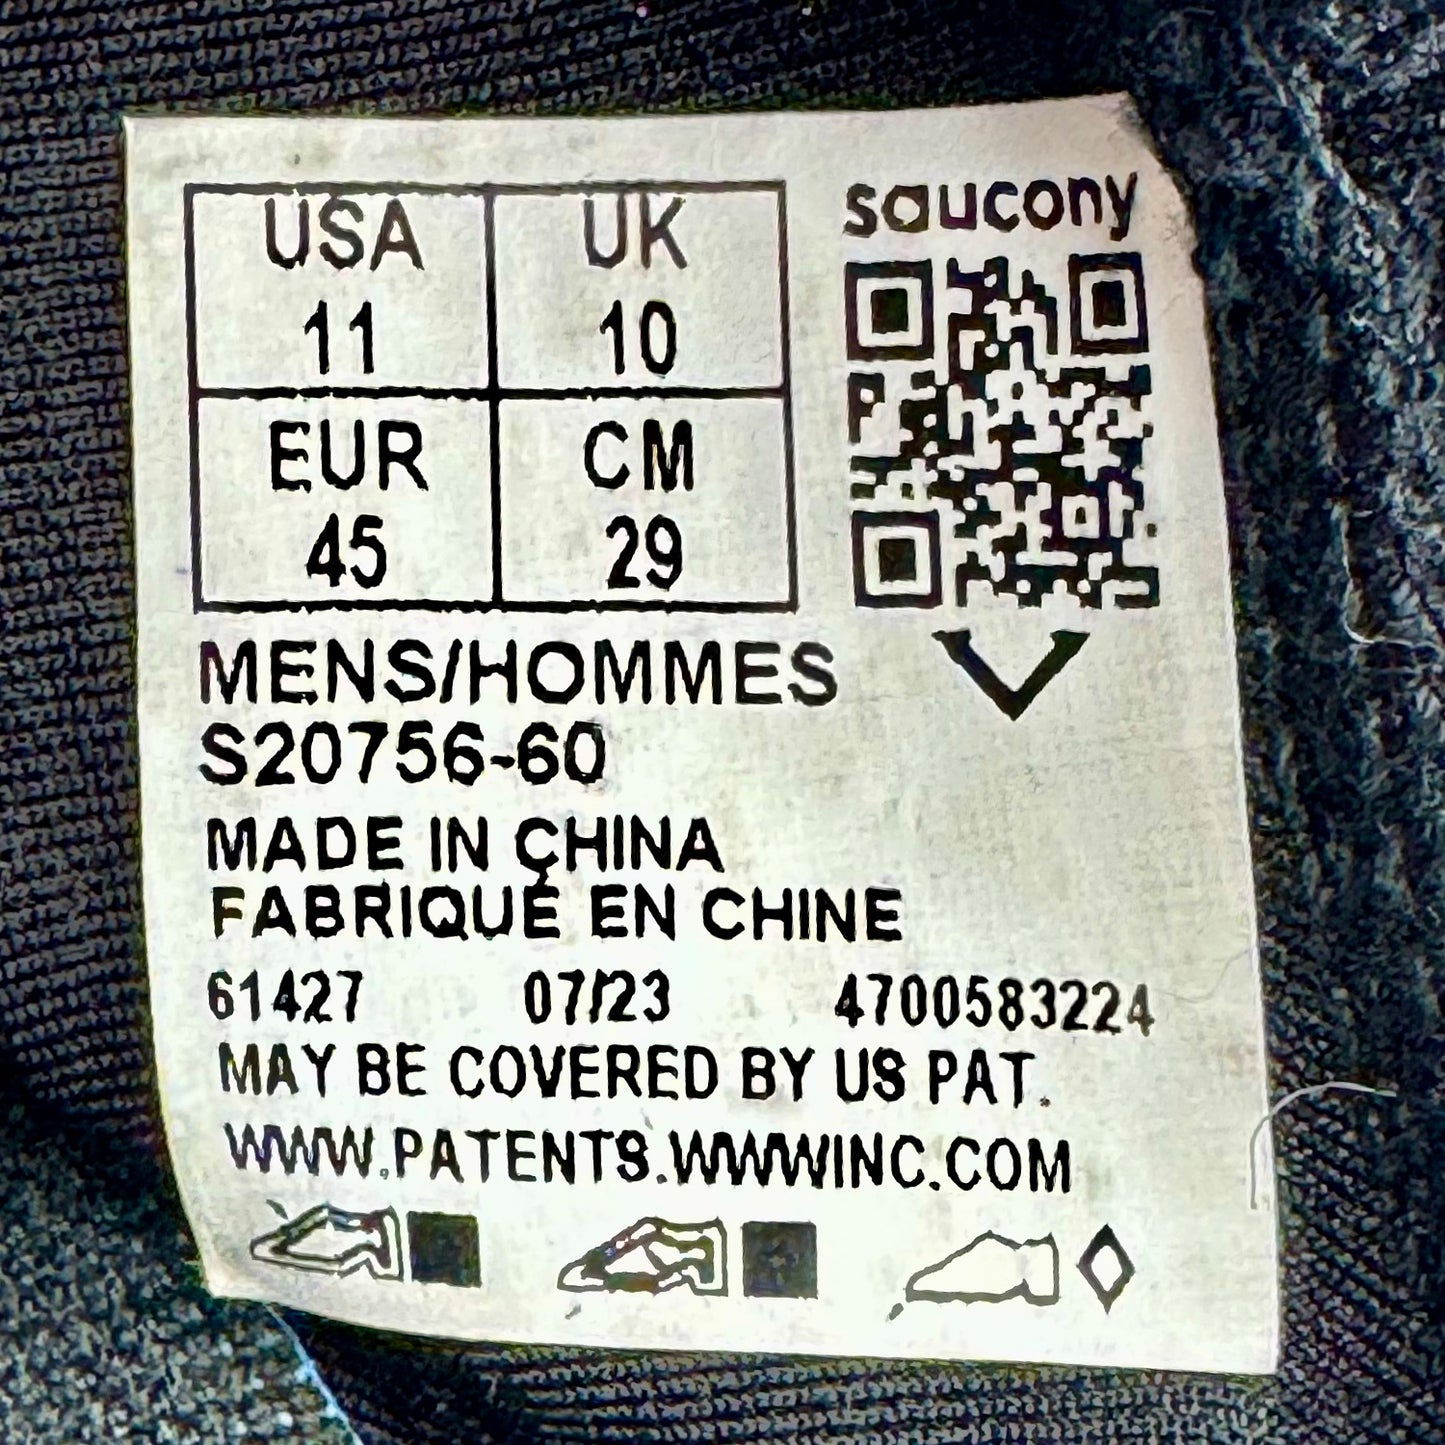 USA UK
11 10
EUR CM
45 29
saucony
MENS/HOMMES
S20756-60
MADE IN CHINA
FABRIQUÉ EN CHINE
61427 07/23 4700583224
MAY BE COVERED BY US PAT.
WWW.PATENTS.WWWINC.COM